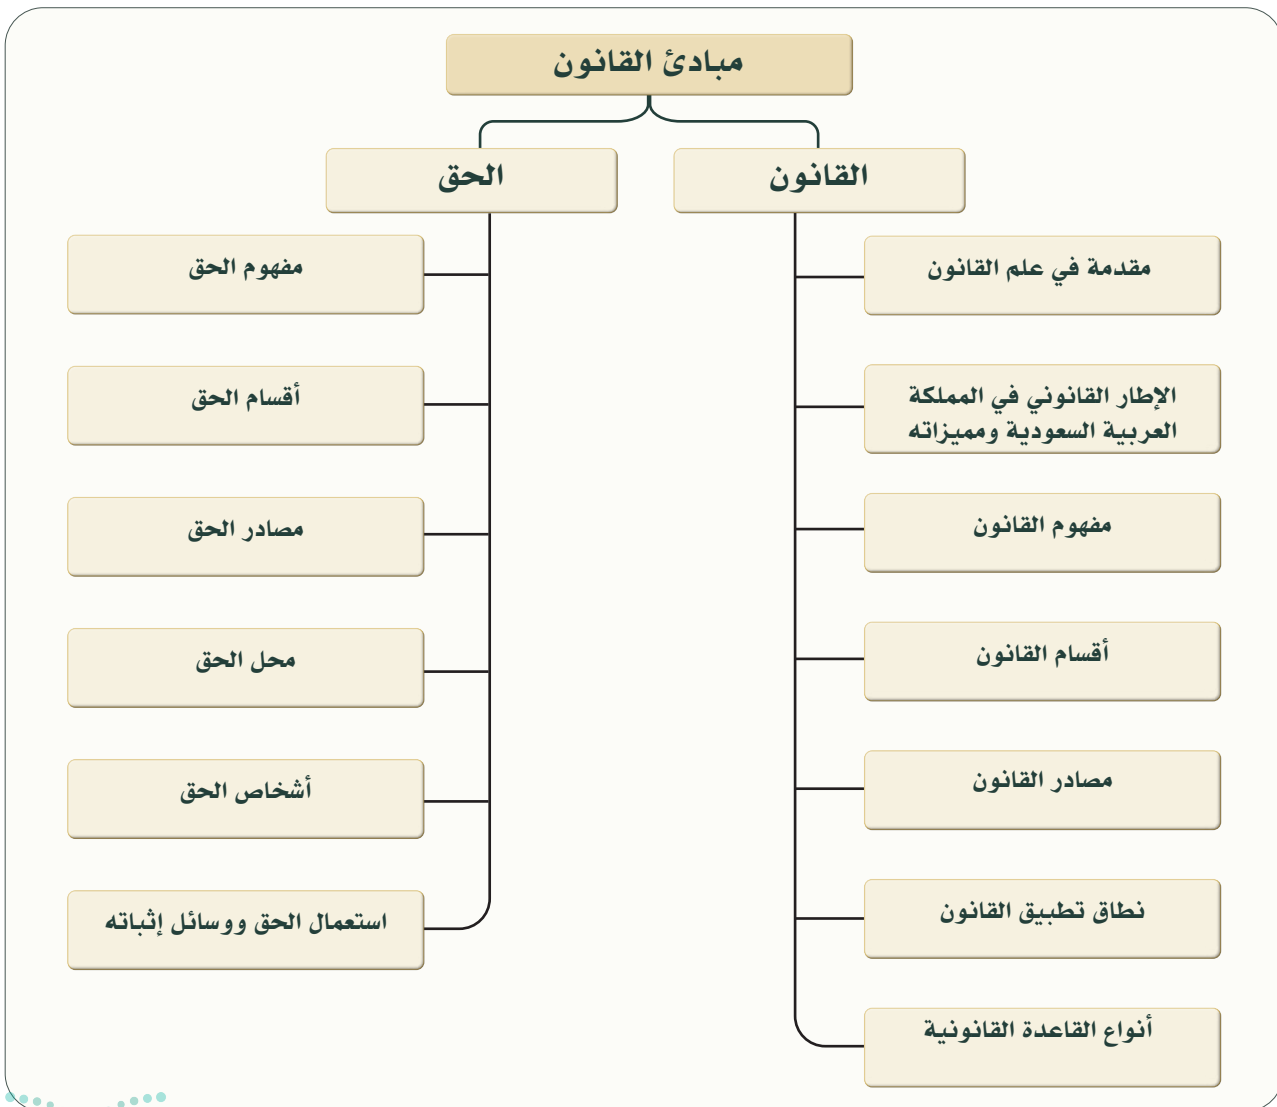 مبادئ القانون
القانون
مقدمة في علم القانون
الإطار القانوني في المملكة
العربية السعودية ومميزاته
مفهوم القانون
أقسام القانون
مصادر القانون
نطاق تطبيق القانون
أنواع القاعدة القانونية
الحق
مفهوم الحق
أقسام الحق
مصادر الحق
محل الحق
أشخاص الحق
استعمال الحق ووسائل إثباته